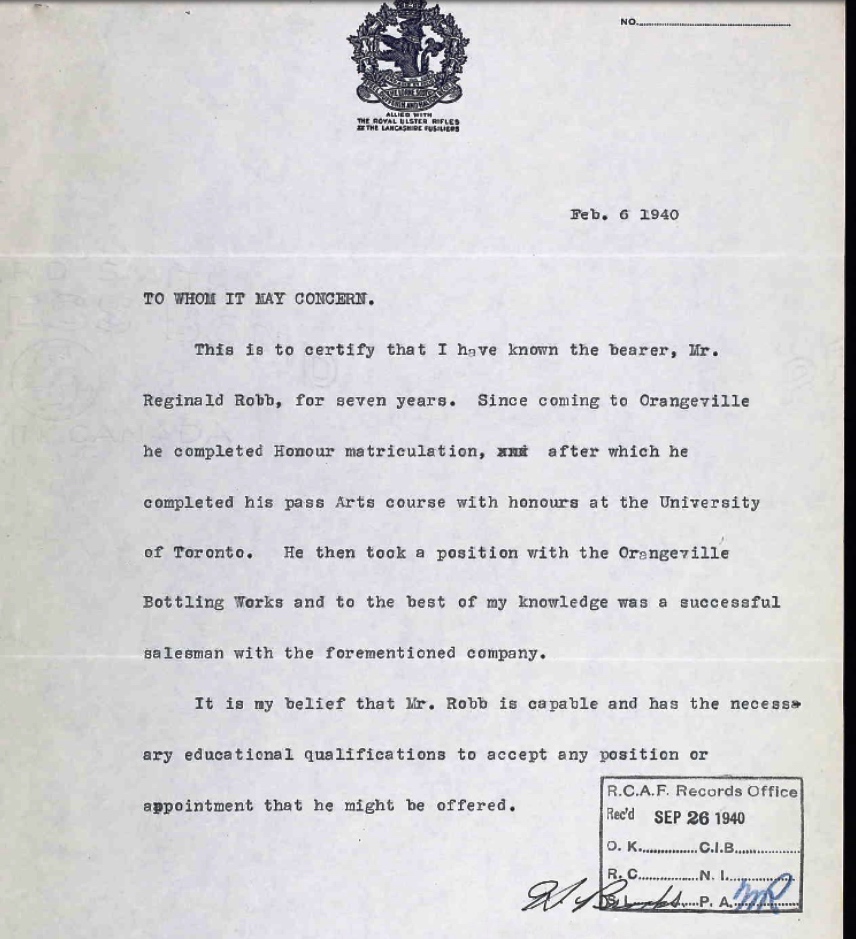 NO.
THE LORNE SCOTS
ALLIED WITH
THE ROYAL ULSTER RIFLES
THE LANCASHIRE FUSILIERS
Feb. 6 1940
TO WHOM IT MAY CONCERN.
This is to certify that I have known the bearer, Mr.
Reginald Robb, for seven years. Since coming to Orangeville
he completed Honour matriculation, after which he
completed his pass Arts course with honours at the University
of Toronto. He then took a position with the Orangeville
Bottling Works and to the best of my knowledge was a successful
salesman with the forementioned company.
It is my belief that Mr. Robb is capable and has the necess-
ary educational qualifications to accept any position or
appointment that he might be offered.
R.C.A.F. Records Office
Rec'd SEP 26 1940
O. K. C.I.B.
R. C. N. I.
P. A. MR